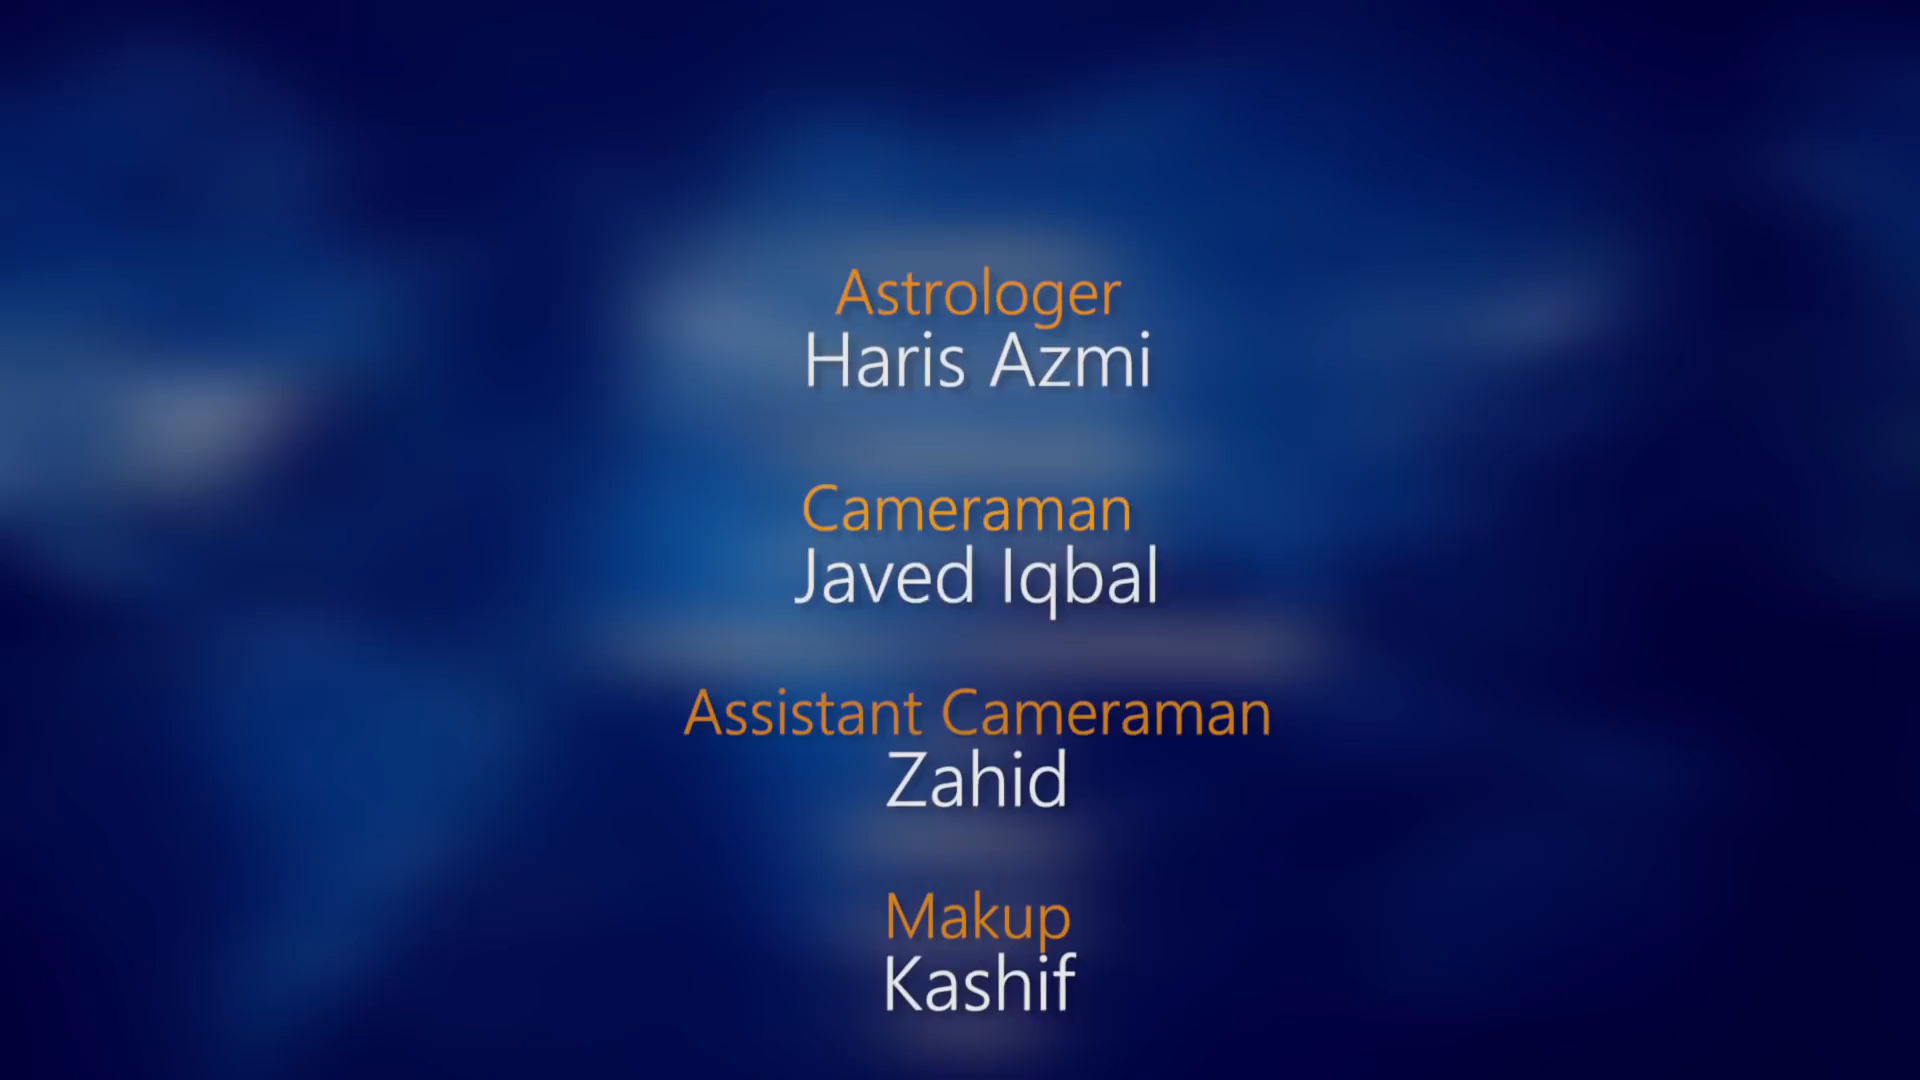 Astrologer
Haris Azmi
Cameraman
Javed Iqbal
Assistant Cameraman
Zahid
Makup
Kashif